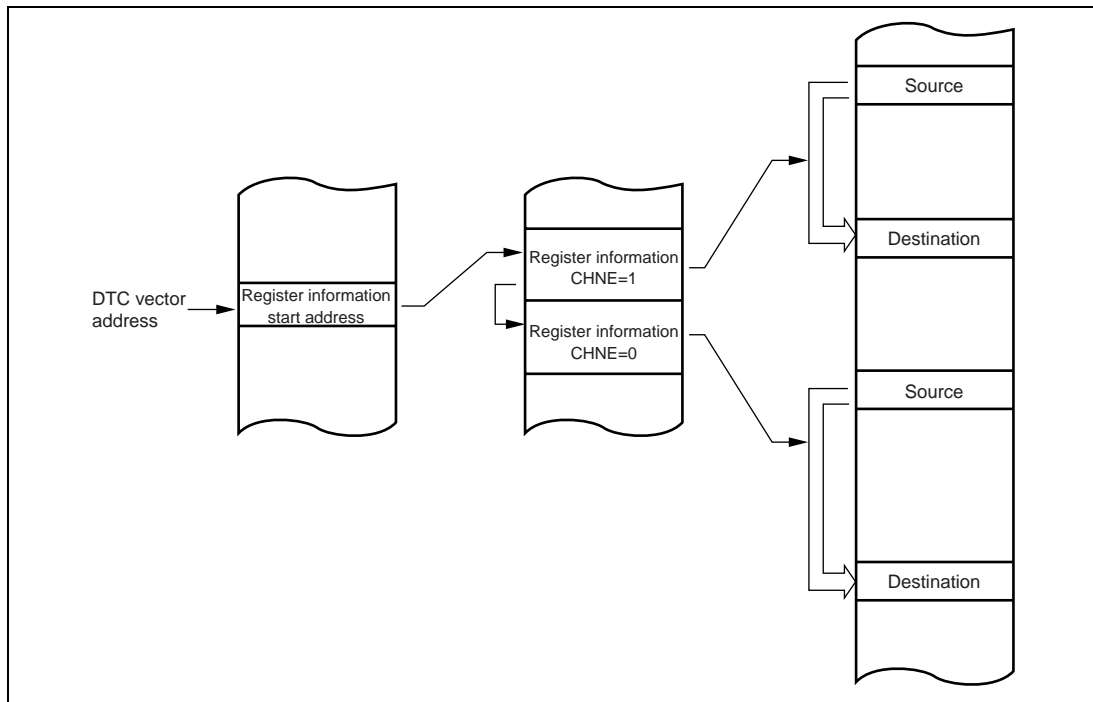 DTC vector
address
Register information
start address
Register information
CHNE=1
Register information
CHNE=0
Source
Destination
Source
Destination